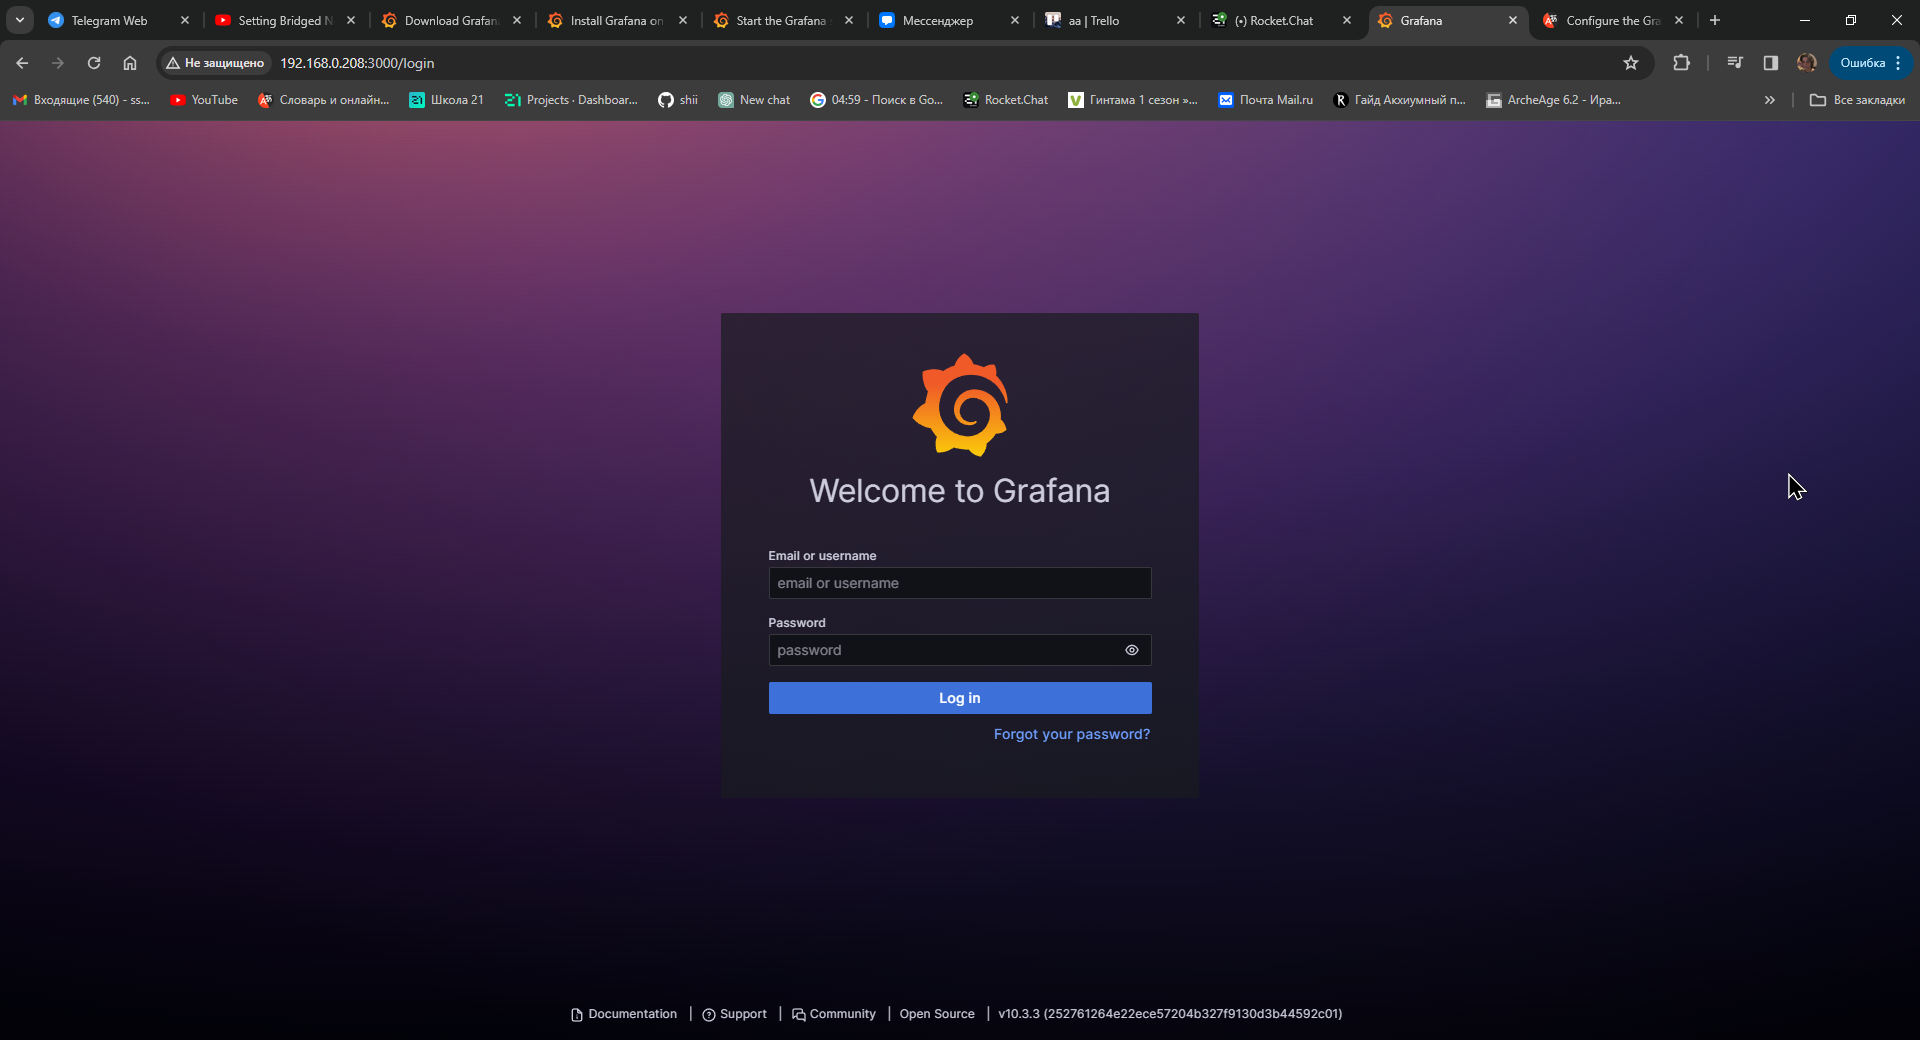 Telegram Web
Setting Bridged N
Download Grafan
Install Grafana on
Start the Grafana
Мессенджер
aa | Trello
(•) Rocket.Chat
Grafana
Configure the Gra
Не защищено
192.168.0.208:3000/login
Ошибка
Входящие (540) - ss...
YouTube
Словарь и онлайн...
Школа 21
Projects · Dashboar...
shii
New chat
04:59 - Поиск в Go...
Rocket.Chat
Гинтама 1 сезон »...
Почта Mail.ru
Гайд Акхиумный п...
ArcheAge 6.2 - Ира...
Все закладки
Welcome to Grafana
Email or username
email or username
Password
password
Log in
Forgot your password?
Documentation | Support | Community | Open Source | v10.3.3 (252761264e22ece57204b327f9130d3b44592c01)